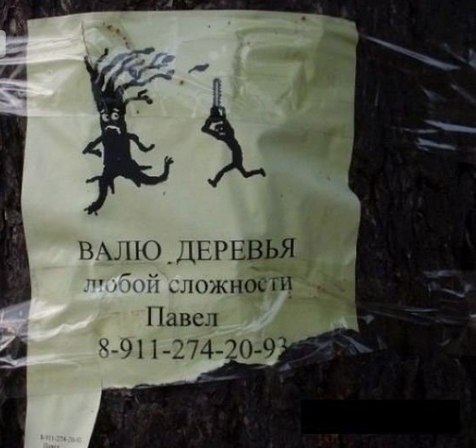 ВАЛЮ ДЕРЕВЬЯ
любой сложности
Павел
8-911-274-20-93